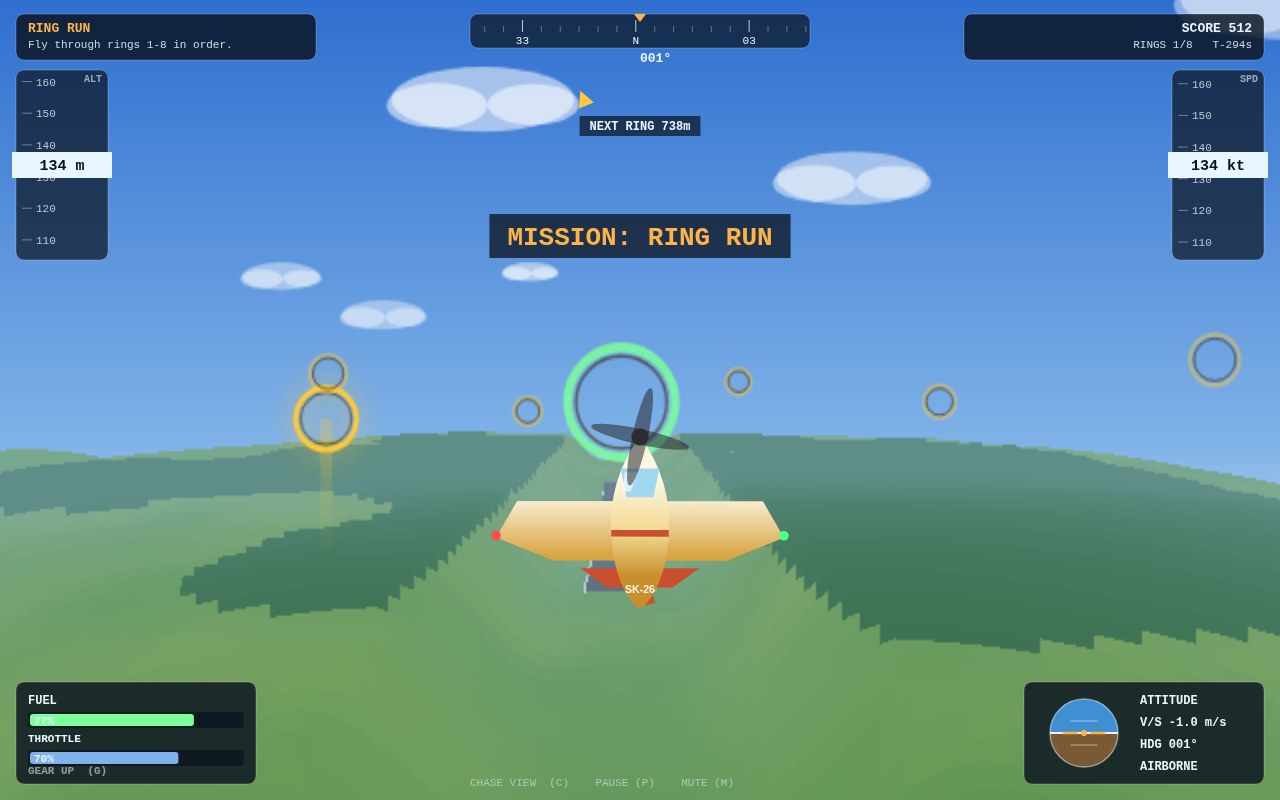 RING RUN
Fly through rings 1-8 in order.
33 N 03
001°
SCORE 512
RINGS 1/8 T-294s
ALT
160
150
140
134 m
130
120
110
SPD
160
150
140
134 kt
130
120
110
NEXT RING 738m
MISSION: RING RUN
SK-26
FUEL
77%
THROTTLE
70%
GEAR UP (G)
CHASE VIEW (C) PAUSE (P) MUTE (M)
ATTITUDE
V/S -1.0 m/s
HDG 001°
AIRBORNE